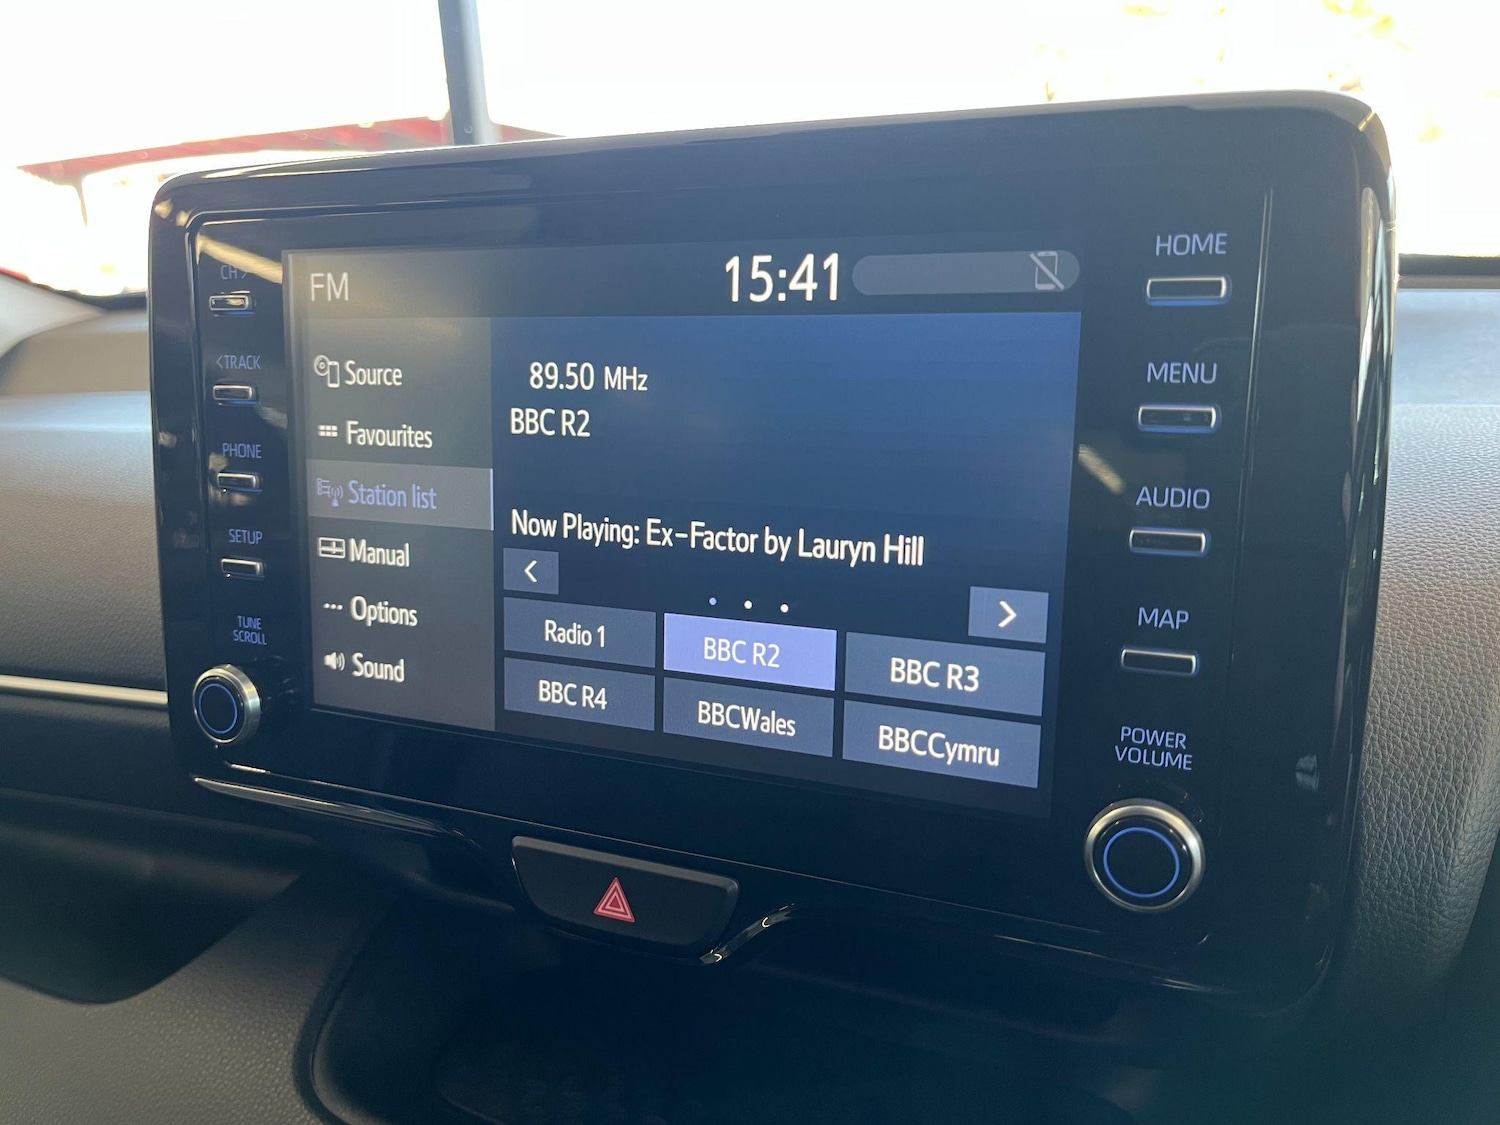 CH >
<TRACK
PHONE
SETUP
TUNE
SCROLL
FM
15:41
Source
Favourites
Station list
Manual
Options
Sound
89.50 MHz
BBC R2
Now Playing: Ex-Factor by Lauryn Hill
<
>
Radio 1
BBC R2
BBC R3
BBC R4
BBCWales
BBCCymru
HOME
MENU
AUDIO
MAP
POWER
VOLUME